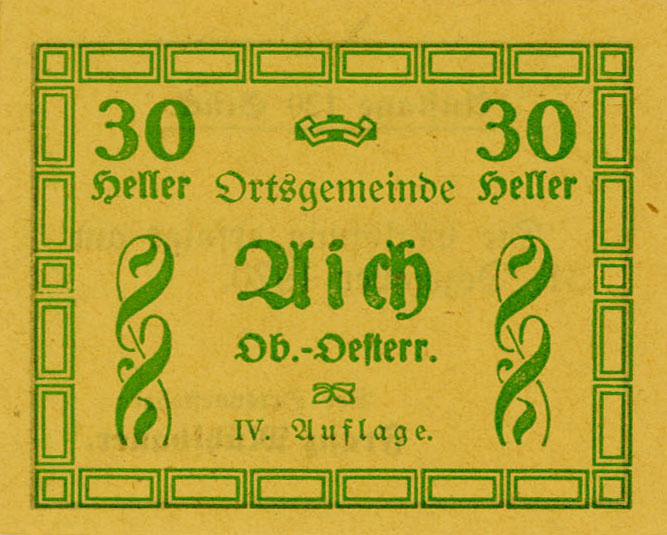 30 30
Heller Ortsgemeinde Heller
Aich
Ob.-Oesterr.
IV. Auflage.